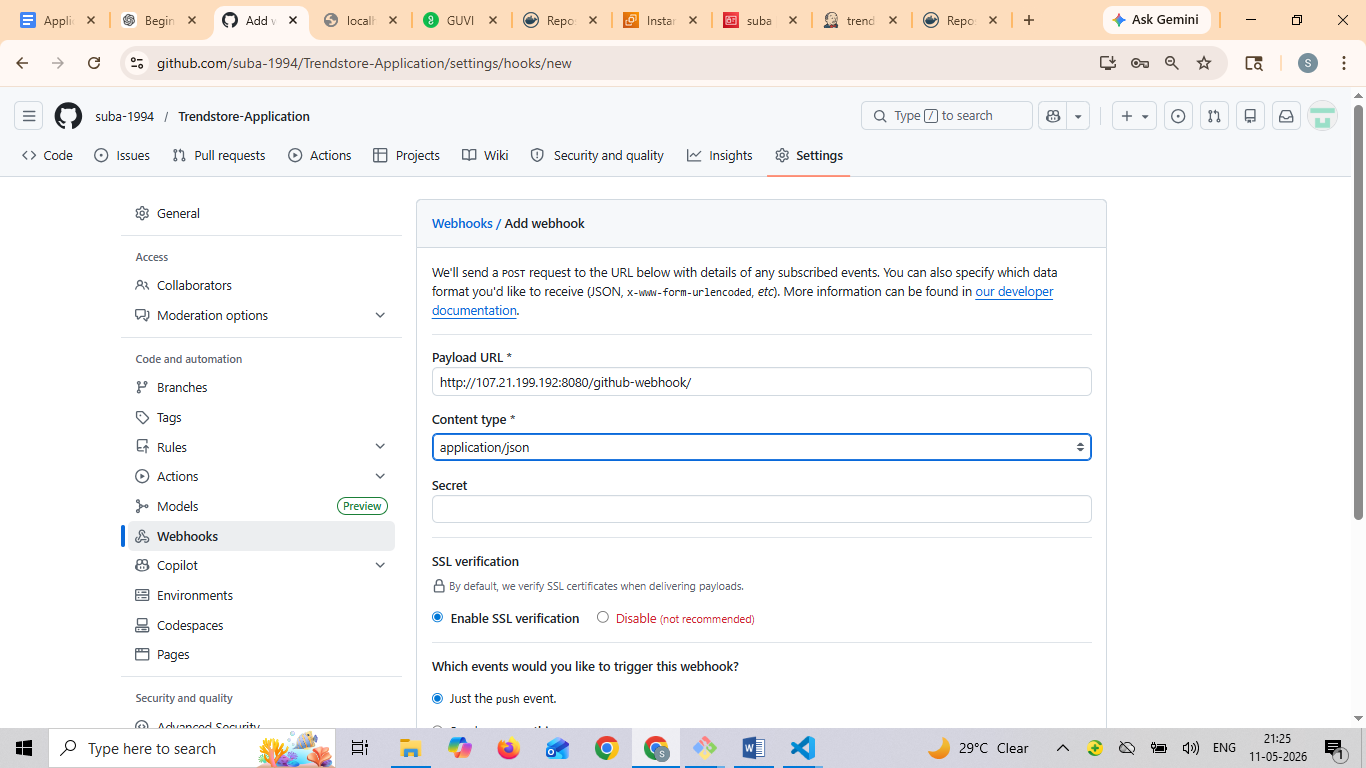 Appli
Begin
Add w
localh
GUVI
Repos
Instar
suba
trend
Repos
Ask Gemini
github.com/suba-1994/Trendstore-Application/settings/hooks/new
S
suba-1994 / Trendstore-Application
Type / to search
Code
Issues
Pull requests
Actions
Projects
Wiki
Security and quality
Insights
Settings
General
Access
Collaborators
Moderation options
Code and automation
Branches
Tags
Rules
Actions
Models
Preview
Webhooks
Copilot
Environments
Codespaces
Pages
Security and quality
Advanced Security
Webhooks / Add webhook
We'll send a POST request to the URL below with details of any subscribed events. You can also specify which data
format you'd like to receive (JSON, x-www-form-urlencoded, etc). More information can be found in our developer
documentation.
Payload URL *
http://107.21.199.192:8080/github-webhook/
Content type *
application/json
Secret
SSL verification
By default, we verify SSL certificates when delivering payloads.
Enable SSL verification
Disable (not recommended)
Which events would you like to trigger this webhook?
Just the push event.
Type here to search
29°C Clear
ENG
21:25
11-05-2026
1